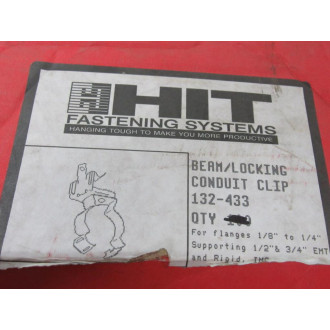 HIT
FASTENING SYSTEMS
HANGING TOUGH TO MAKE YOU MORE PRODUCTIVE
BEAM/LOCKING
CONDUIT CLIP
132-433
QTY
For flanges 1/8" to 1/4"
Supporting 1/2"& 3/4" EMT
and Rigid, IMC